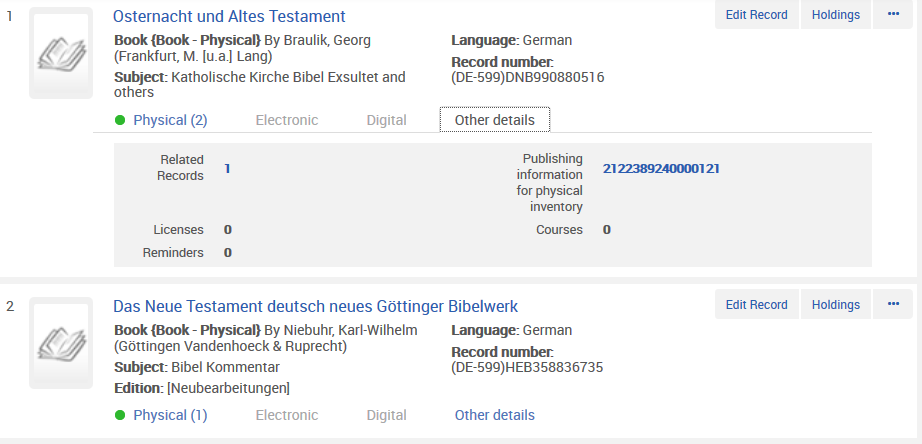 1
Osternacht und Altes Testament
Edit Record Holdings •••
Book {Book - Physical} By Braulik, Georg
(Frankfurt, M. [u.a.] Lang)
Subject: Katholische Kirche Bibel Exsultet and
others
Language: German
Record number:
(DE-599)DNB990880516
Physical (2) Electronic Digital Other details
Related
Records
1
Publishing
information
for physical
inventory
2122389240000121
Licenses 0
Courses 0
Reminders 0
2
Das Neue Testament deutsch neues Göttinger Bibelwerk
Edit Record Holdings •••
Book {Book - Physical} By Niebuhr, Karl-Wilhelm
(Göttingen Vandenhoeck & Ruprecht)
Subject: Bibel Kommentar
Edition: [Neubearbeitungen]
Language: German
Record number:
(DE-599)HEB358836735
Physical (1) Electronic Digital Other details